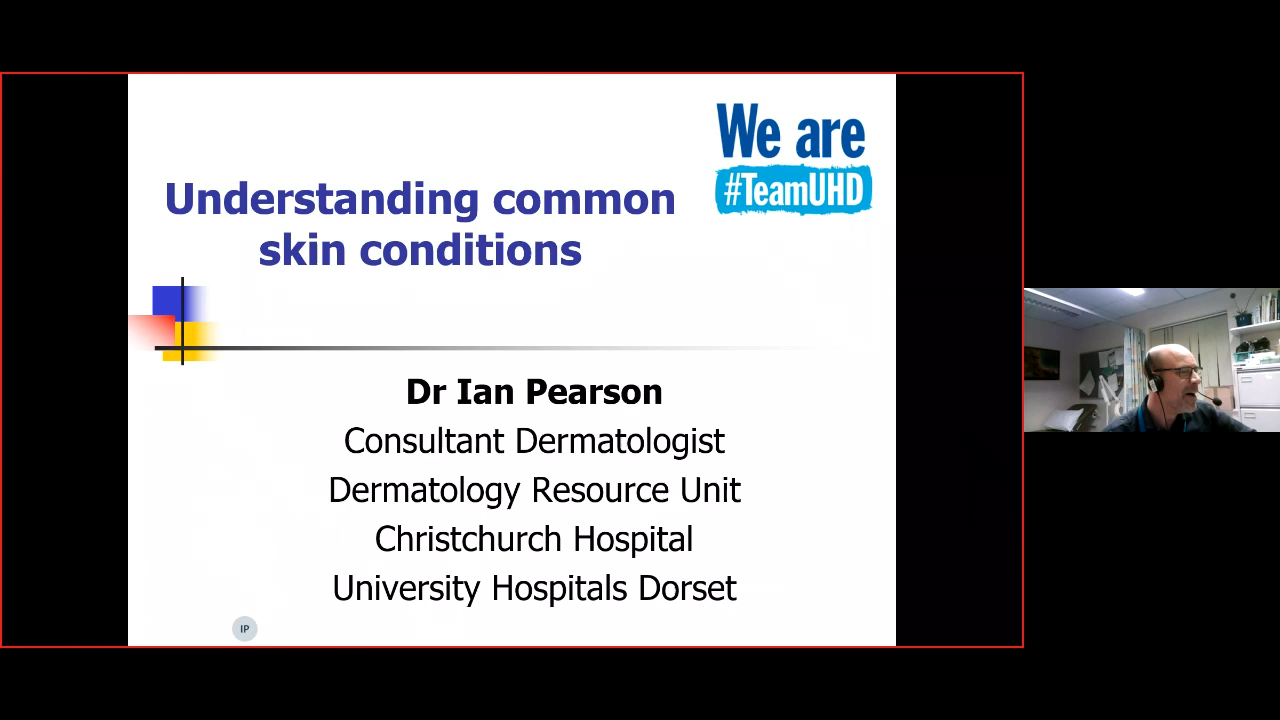 We are
#TeamUHD
Understanding common
skin conditions
Dr Ian Pearson
Consultant Dermatologist
Dermatology Resource Unit
Christchurch Hospital
University Hospitals Dorset
IP